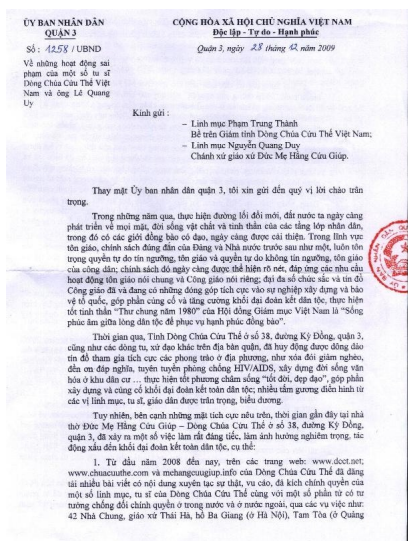 ỦY BAN NHÂN DÂN
QUẬN 3
Số : 1258 / UBND
Về những hoạt động sai
phạm của một số tu sĩ
Dòng Chúa Cứu Thế Việt
Nam và ông Lê Quang
Uy
CỘNG HÒA XÃ HỘI CHỦ NGHĨA VIỆT NAM
Độc lập - Tự do - Hạnh phúc
Quận 3, ngày 28 tháng 12 năm 2009
Kính gửi :
– Linh mục Phạm Trung Thành
Bề trên Giám tỉnh Dòng Chúa Cứu Thế Việt Nam;
– Linh mục Nguyễn Quang Duy
Chánh xứ giáo xứ Đức Mẹ Hằng Cứu Giúp.
Thay mặt Ủy ban nhân dân quận 3, tôi xin gửi đến quý vị lời chào trân
trọng.
Trong những năm qua, thực hiện đường lối đổi mới, đất nước ta ngày càng
phát triển về mọi mặt, đời sống vật chất và tinh thần của các tầng lớp nhân dân,
trong đó có các giới đồng bào có đạo, ngày càng được cải thiện. Trong lĩnh vực
tôn giáo, chính sách đúng đắn của Đảng và Nhà nước trước sau như một, luôn tôn
trọng quyền tự do tín ngưỡng, tôn giáo và quyền tự do không tín ngưỡng, tôn giáo
của công dân; chính sách đó ngày càng được thể hiện rõ nét, đáp ứng các nhu cầu
hoạt động tôn giáo nói chung và Công giáo nói riêng; đại đa số chức sắc và tín đồ
Công giáo đã và đang có những đóng góp tích cực vào sự nghiệp xây dựng và bảo
vệ tổ quốc, góp phần củng cố và tăng cường khối đại đoàn kết dân tộc, thực hiện
tốt tinh thần “Thư chung năm 1980” của Hội đồng Giám mục Việt Nam là “Sống
phúc âm giữa lòng dân tộc để phục vụ hạnh phúc đồng bào”.
Thời gian qua, Tỉnh Dòng Chúa Cứu Thế ở số 38, đường Kỳ Đồng, quận 3,
cũng như các dòng tu, xứ đạo khác trên địa bàn quận, đã huy động được đông đảo
tín đồ tham gia tích cực các phong trào ở địa phương, như xóa đói giảm nghèo,
đền ơn đáp nghĩa, tuyên tuyền phòng chống HIV/AIDS, xây dựng đời sống văn
hóa ở khu dân cư … thực hiện tốt phương châm sống “tốt đời, đẹp đạo”, góp phần
xây dựng và củng cố khối đại đoàn kết toàn dân tộc; nhiều tấm gương điển hình từ
các vị linh mục, tu sĩ, giáo dân được trân trọng, biểu dương.
Tuy nhiên, bên cạnh những mặt tích cực nêu trên, thời gian gần đây tại nhà
thờ Đức Mẹ Hằng Cứu Giúp – Dòng Chúa Cứu Thế ở số 38, đường Kỳ Đồng,
quận 3, đã xảy ra một số việc làm rất đáng tiếc, làm ảnh hưởng nghiêm trọng, tác
động xấu đến khối đại đoàn kết toàn dân tộc, cụ thể:
1. Từ đầu năm 2008 đến nay, trên các trang web: www.dcct.net;
www.chuacuuthe.com và mehangcuugiup.info của Dòng Chúa Cứu Thế đã đăng
tải nhiều bài viết có nội dung xuyên tạc sự thật, vu cáo, đả kích chính quyền của
một số linh mục, tu sĩ của Dòng Chúa Cứu Thế cùng với một số phần tử có tư
tưởng chống đối chính quyền ở trong nước và ở nước ngoài, qua các vụ việc như:
42 Nhà Chung, giáo xứ Thái Hà, hồ Ba Giang (ở Hà Nội), Tam Tòa (ở Quảng